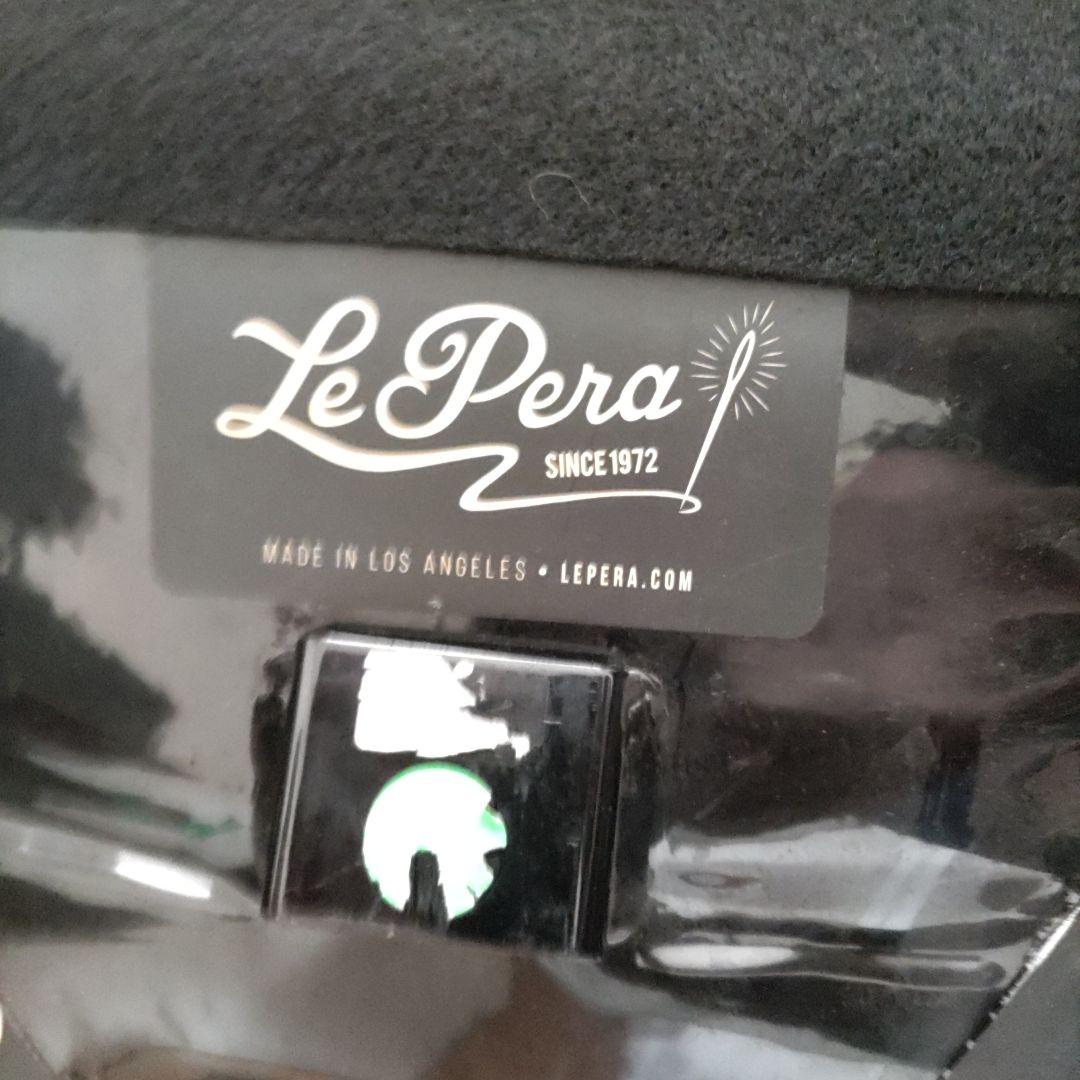 Le Pera
SINCE 1972
MADE IN LOS ANGELES • LEPERA.COM